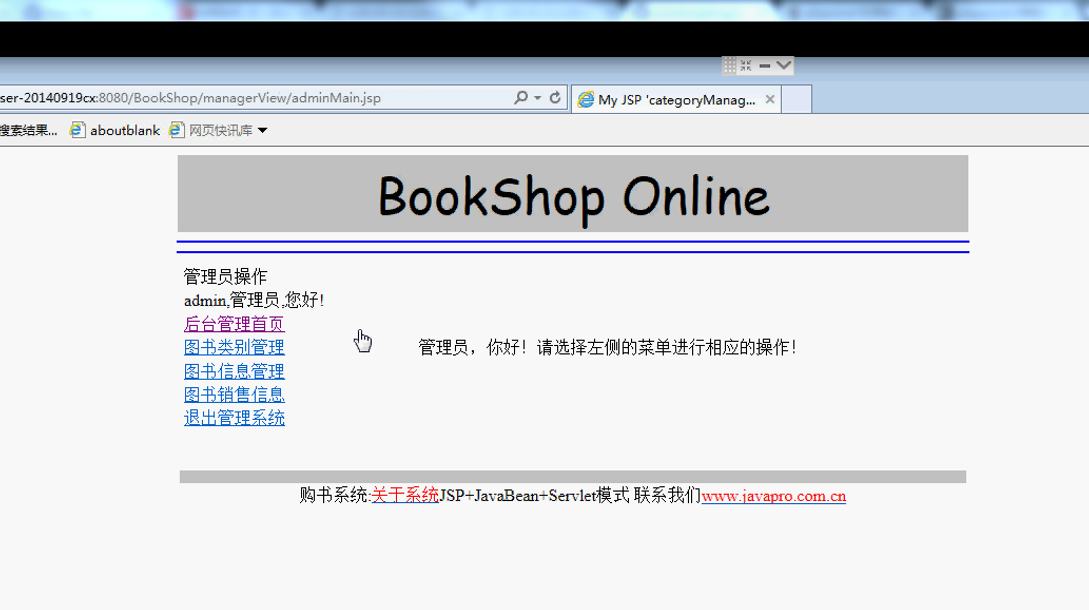 ser-20140919cx:8080/BookShop/managerView/adminMain.jsp
My JSP 'categoryManag...
搜索结果...
aboutblank
网页快讯库
BookShop Online
管理员操作
admin,管理员,您好!
后台管理首页
图书类别管理
管理员，你好！请选择左侧的菜单进行相应的操作！
图书信息管理
图书销售信息
退出管理系统
购书系统:关于系统JSP+JavaBean+Servlet模式 联系我们www.javapro.com.cn